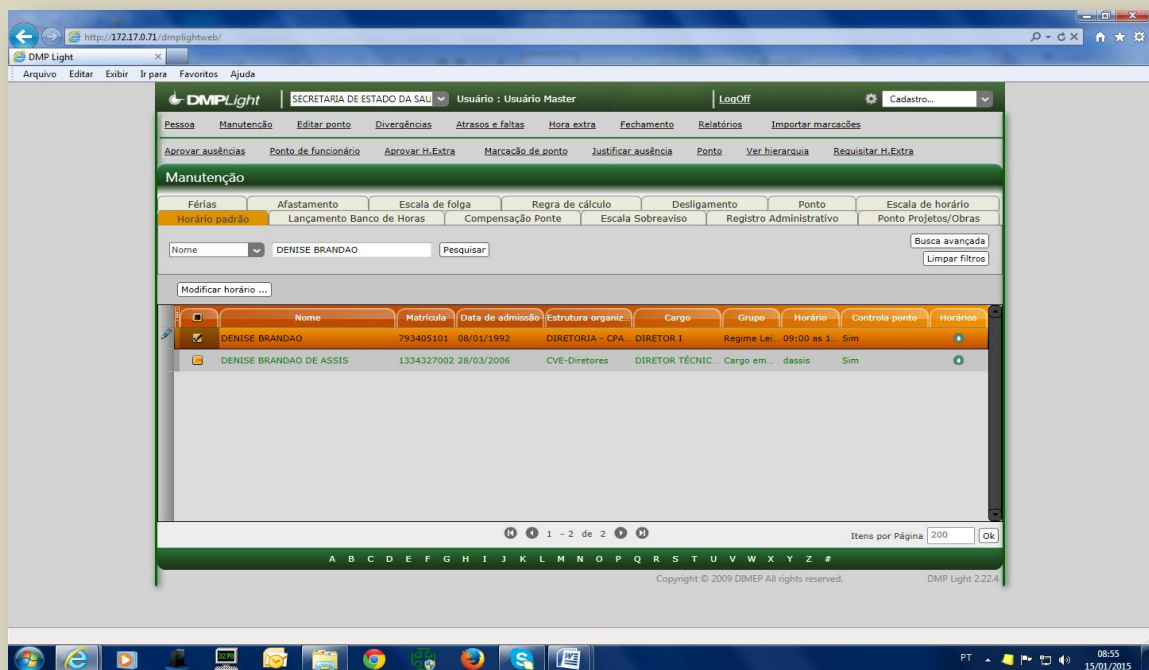 http://172.17.0.71/dmplightweb/
DMP Light
Arquivo Editar Exibir Ir para Favoritos Ajuda
DMPLight SECRETARIA DE ESTADO DA SAU Usuário : Usuário Master LogOff Cadastro...
Pessoa Manutenção Editar ponto Divergências Atrasos e faltas Hora extra Fechamento Relatórios Importar marcações
Aprovar ausências Ponto de funcionário Aprovar H.Extra Marcação de ponto Justificar ausência Ponto Ver hierarquia Requisitar H.Extra
Manutenção
Férias Afastamento Escala de folga Regra de cálculo Desligamento Ponto Escala de horário
Horário padrão Lançamento Banco de Horas Compensação Ponte Escala Sobreaviso Registro Administrativo Ponto Projetos/Obras
Nome DENISE BRANDAO Pesquisar Busca avançada
Limpar filtros
Modificar horário ...
Nome Matrícula Data de admissão Estrutura organiz... Cargo Grupo Horário Controla ponto Horários
DENISE BRANDAO 793405101 08/01/1992 DIRETORIA - CPA... DIRETOR I Regime Lei... 09:00 as 1... Sim
DENISE BRANDAO DE ASSIS 1334327002 28/03/2006 CVE-Diretores DIRETOR TÉCNIC... Cargo em... dassis Sim
1 - 2 de 2 Itens por Página 200 Ok
A B C D E F G H I J K L M N O P Q R S T U V W X Y Z #
Copyright © 2009 DIMEP All rights reserved. DMP Light 2.22.4
3270
PT 08:55
15/01/2015